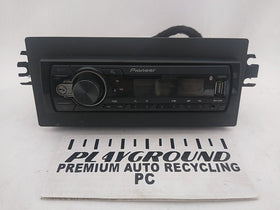 Pioneer
PLAYGROUND
PREMIUM AUTO RECYCLING
PC